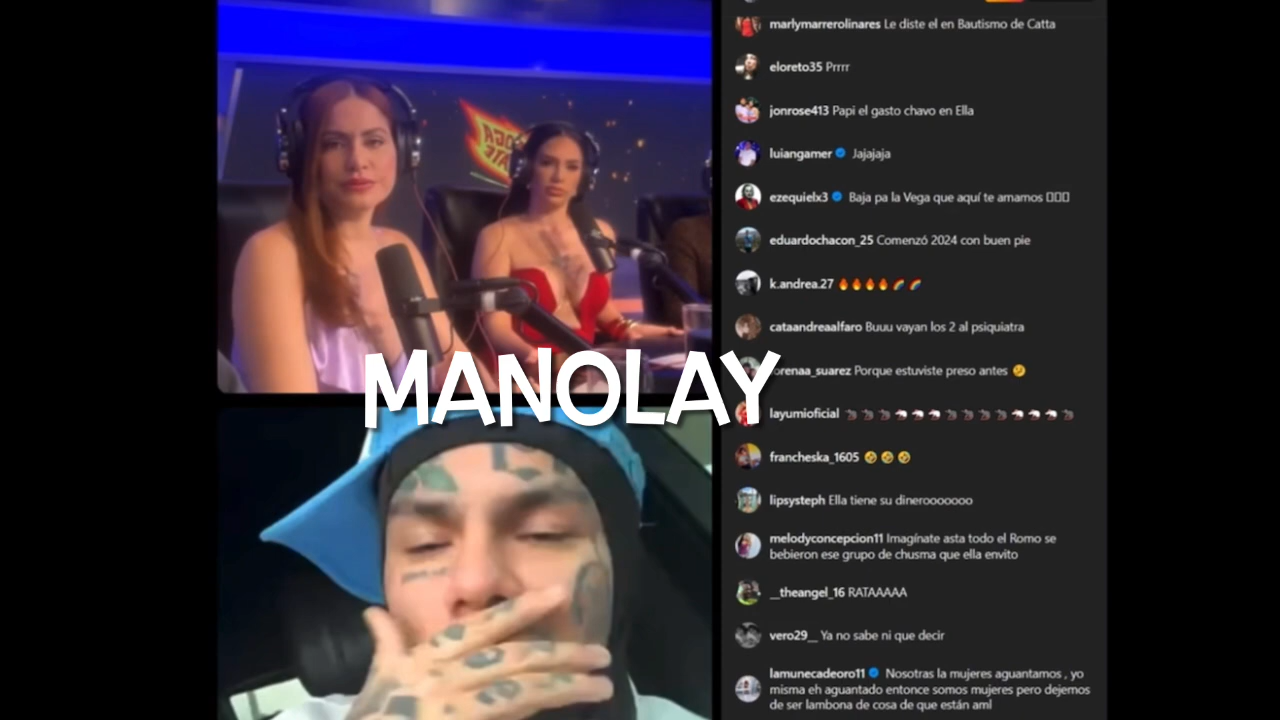 marlymarrerolinares Le diste el en Bautismo de Catta
eloreto35 Prrrr
jonrose413 Papi el gasto chavo en Ella
luiangamer Jajajaja
ezequielx3 Baja pa la Vega que aquí te amamos
eduardochacon_25 Comenzó 2024 con buen pie
k.andrea.27 🔥🔥🔥🔥🌈🌈
cataandreaalfaro Buuu vayan los 2 al psiquiatra
MANOLAY
orenaa_suarez Porque estuviste preso antes 🤣
layumioficial 🐀🐀🐀🐁🐁🐁🐀🐀🐀🐀🐁🐁🐁🐀
francheska_1605 🤣🤣🤣
lipsysteph Ella tiene su dinerooooooo
melodyconcepcion11 Imagínate asta todo el Romo se
bebieron ese grupo de chusma que ella envito
__theangel_16 RATAAAAA
vero29__ Ya no sabe ni que decir
lamunecadeoro11 Nosotras la mujeres aguantamos , yo
misma eh aguantado entonce somos mujeres pero dejemos
de ser lambona de cosa de que están aml